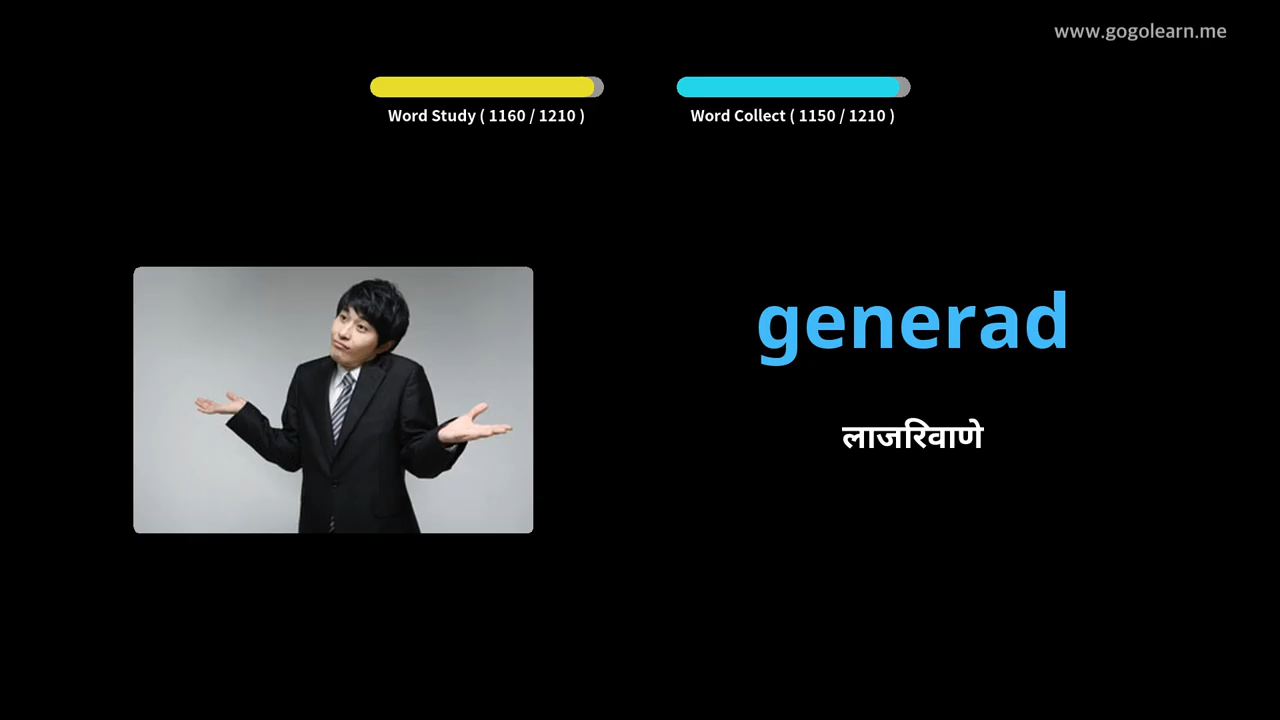 www.gogolearn.me
Word Study ( 1160 / 1210 )
Word Collect ( 1150 / 1210 )
generad
लाजरिवाणे